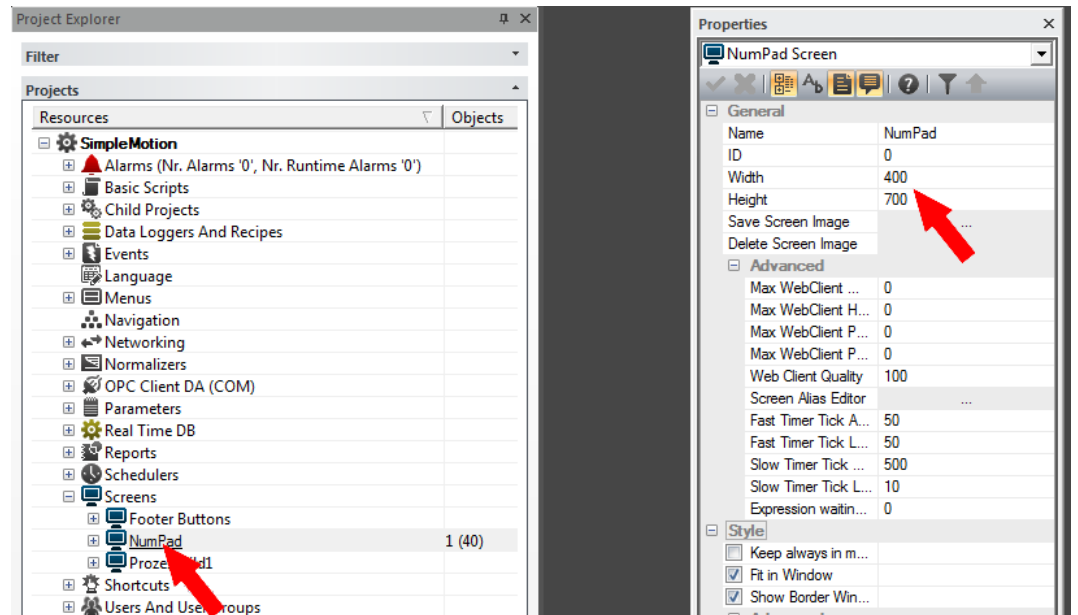 Project Explorer
Filter
Projects
Resources Objects
SimpleMotion
Alarms (Nr. Alarms '0', Nr. Runtime Alarms '0')
Basic Scripts
Child Projects
Data Loggers And Recipes
Events
Language
Menus
Navigation
Networking
Normalizers
OPC Client DA (COM)
Parameters
Real Time DB
Reports
Schedulers
Screens
Footer Buttons
NumPad 1 (40)
Shortcuts
Users And User
Properties
NumPad Screen
General
Name NumPad
ID 0
Width 400
Height 700
Save Screen Image ...
Delete Screen Image
Advanced
Max WebClient ... 0
Max WebClient H... 0
Max WebClient P... 0
Max WebClient P... 0
Web Client Quality 100
Screen Alias Editor ...
Fast Timer Tick A... 50
Fast Timer Tick L... 50
Slow Timer Tick ... 500
Slow Timer Tick L... 10
Expression waitin... 0
Style
Keep always in m...
Fit in Window
Show Border Win...